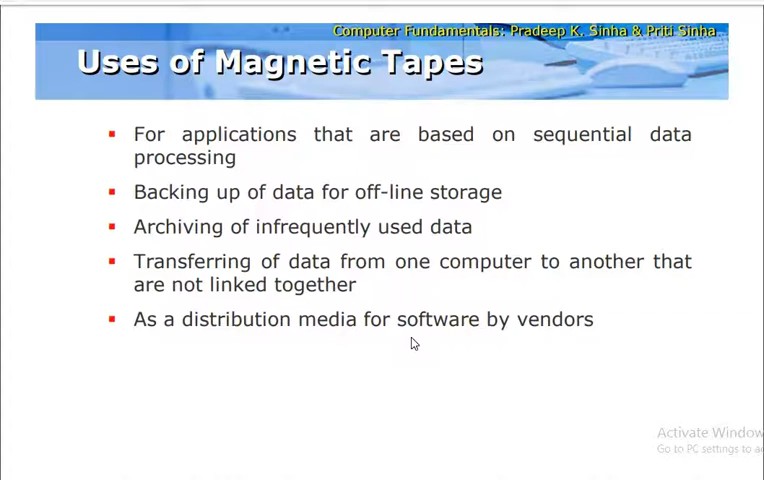 Computer Fundamentals: Pradeep K. Sinha & Priti Sinha
Uses of Magnetic Tapes
For applications that are based on sequential data
processing
Backing up of data for off-line storage
Archiving of infrequently used data
Transferring of data from one computer to another that
are not linked together
As a distribution media for software by vendors
Activate Window
Go to PC settings to a